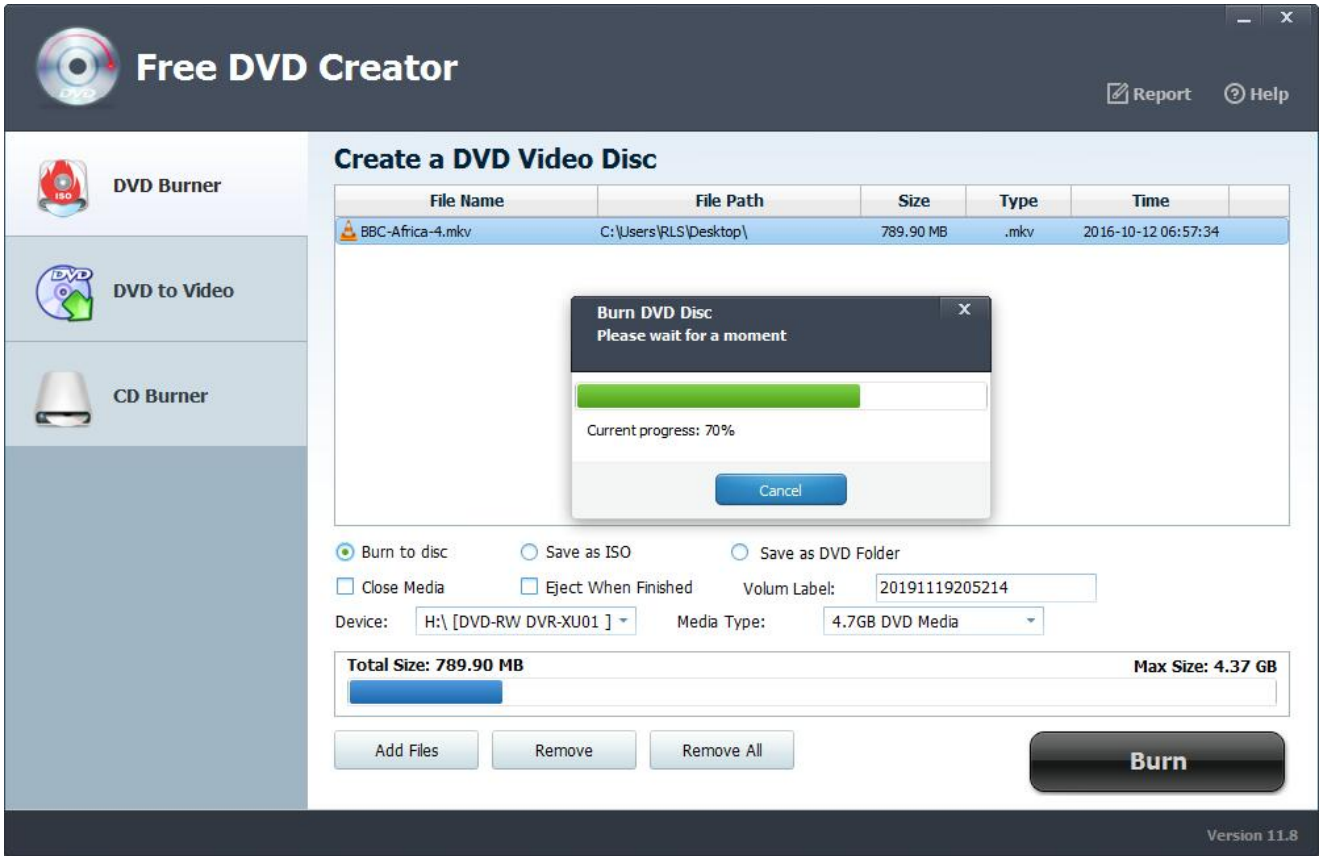 — X
Free DVD Creator
DVD
Report Help
Create a DVD Video Disc
ISO
DVD Burner
DVD
DVD to Video
CD Burner
File Name File Path Size Type Time
BBC-Africa-4.mkv C:\Users\RLS\Desktop\ 789.90 MB .mkv 2016-10-12 06:57:34
Burn DVD Disc X
Please wait for a moment
Current progress: 70%
Cancel
Burn to disc Save as ISO Save as DVD Folder
Close Media Eject When Finished Volum Label: 20191119205214
Device: H:\ [DVD-RW DVR-XU01 ] Media Type: 4.7GB DVD Media
Total Size: 789.90 MB Max Size: 4.37 GB
Add Files Remove Remove All Burn
Version 11.8